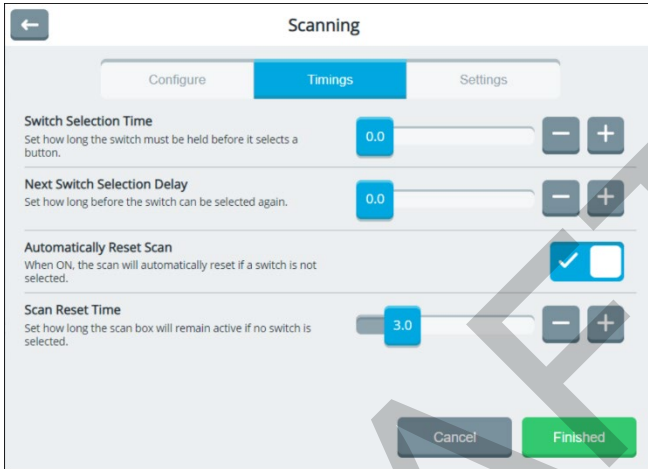 Scanning
Configure Timings Settings
Switch Selection Time
Set how long the switch must be held before it selects a
button.
0.0
Next Switch Selection Delay
Set how long before the switch can be selected again.
0.0
Automatically Reset Scan
When ON, the scan will automatically reset if a switch is not
selected.
Scan Reset Time
Set how long the scan box will remain active if no switch is
selected.
3.0
Cancel Finished